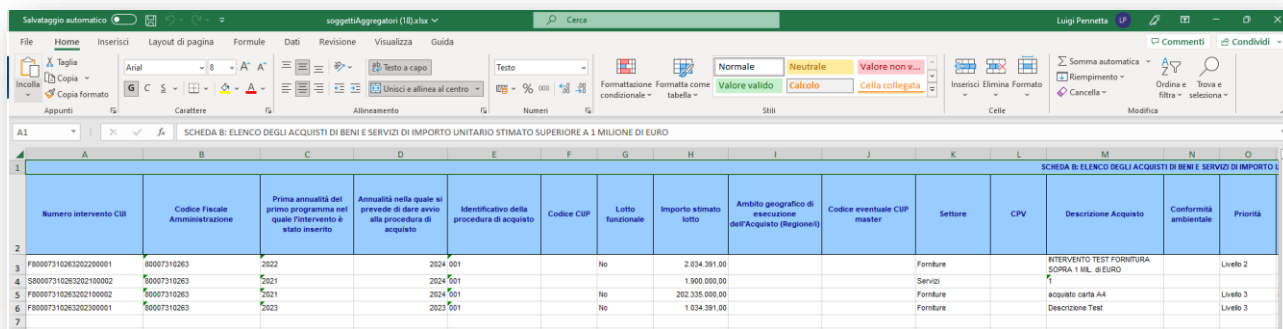 Salvataggio automatico
soggettiAggregatori (18).xlsx
Cerca
Luigi Pennetta LP
File Home Inserisci Layout di pagina Formule Dati Revisione Visualizza Guida
Commenti Condividi
Incolla
Taglia
Copia
Copia formato
Appunti
Arial 8
G C S
Carattere
Testo a capo
Unisci e allinea al centro
Allineamento
Testo
% 000
Numeri
Formattazione condizionale
Formatta come tabella
Normale Neutrale Valore non v...
Valore valido Calcolo Cella collegata
Stili
Inserisci Elimina Formato
Celle
Somma automatica
Riempimento
Cancella
Ordina e filtra
Trova e seleziona
Modifica
A1 fx SCHEDA B: ELENCO DEGLI ACQUISTI DI BENI E SERVIZI DI IMPORTO UNITARIO STIMATO SUPERIORE A 1 MILIONE DI EURO
A B C D E F G H I J K L M N O
1 SCHEDA B: ELENCO DEGLI ACQUISTI DI BENI E SERVIZI DI IMPORTO U
2 Numero intervento CUI Codice Fiscale Amministrazione Prima annualità del primo programma nel quale l'intervento è stato inserito Annualità nella quale si prevede di dare avvio alla procedura di acquisto Identificativo della procedura di acquisto Codice CUP Lotto funzionale Importo stimato lotto Ambito geografico di esecuzione dell'Acquisto (Regione/i) Codice eventuale CUP master Settore CPV Descrizione Acquisto Conformità ambientale Priorità
3 F80007310263202200001 80007310263 2022 2024 001 No 2.034.391,00 Forniture INTERVENTO TEST FORNITURA SOPRA 1 MIL. di EURO Livello 2
4 S80007310263202100002 80007310263 2021 2024 001 1.900.000,00 Servizi 1
5 F80007310263202100002 80007310263 2021 2024 001 No 202.335.000,00 Forniture acquisto carta A4 Livello 3
6 F80007310263202300001 80007310263 2023 2023 001 No 1.034.391,00 Forniture Descrizione Test Livello 3
7